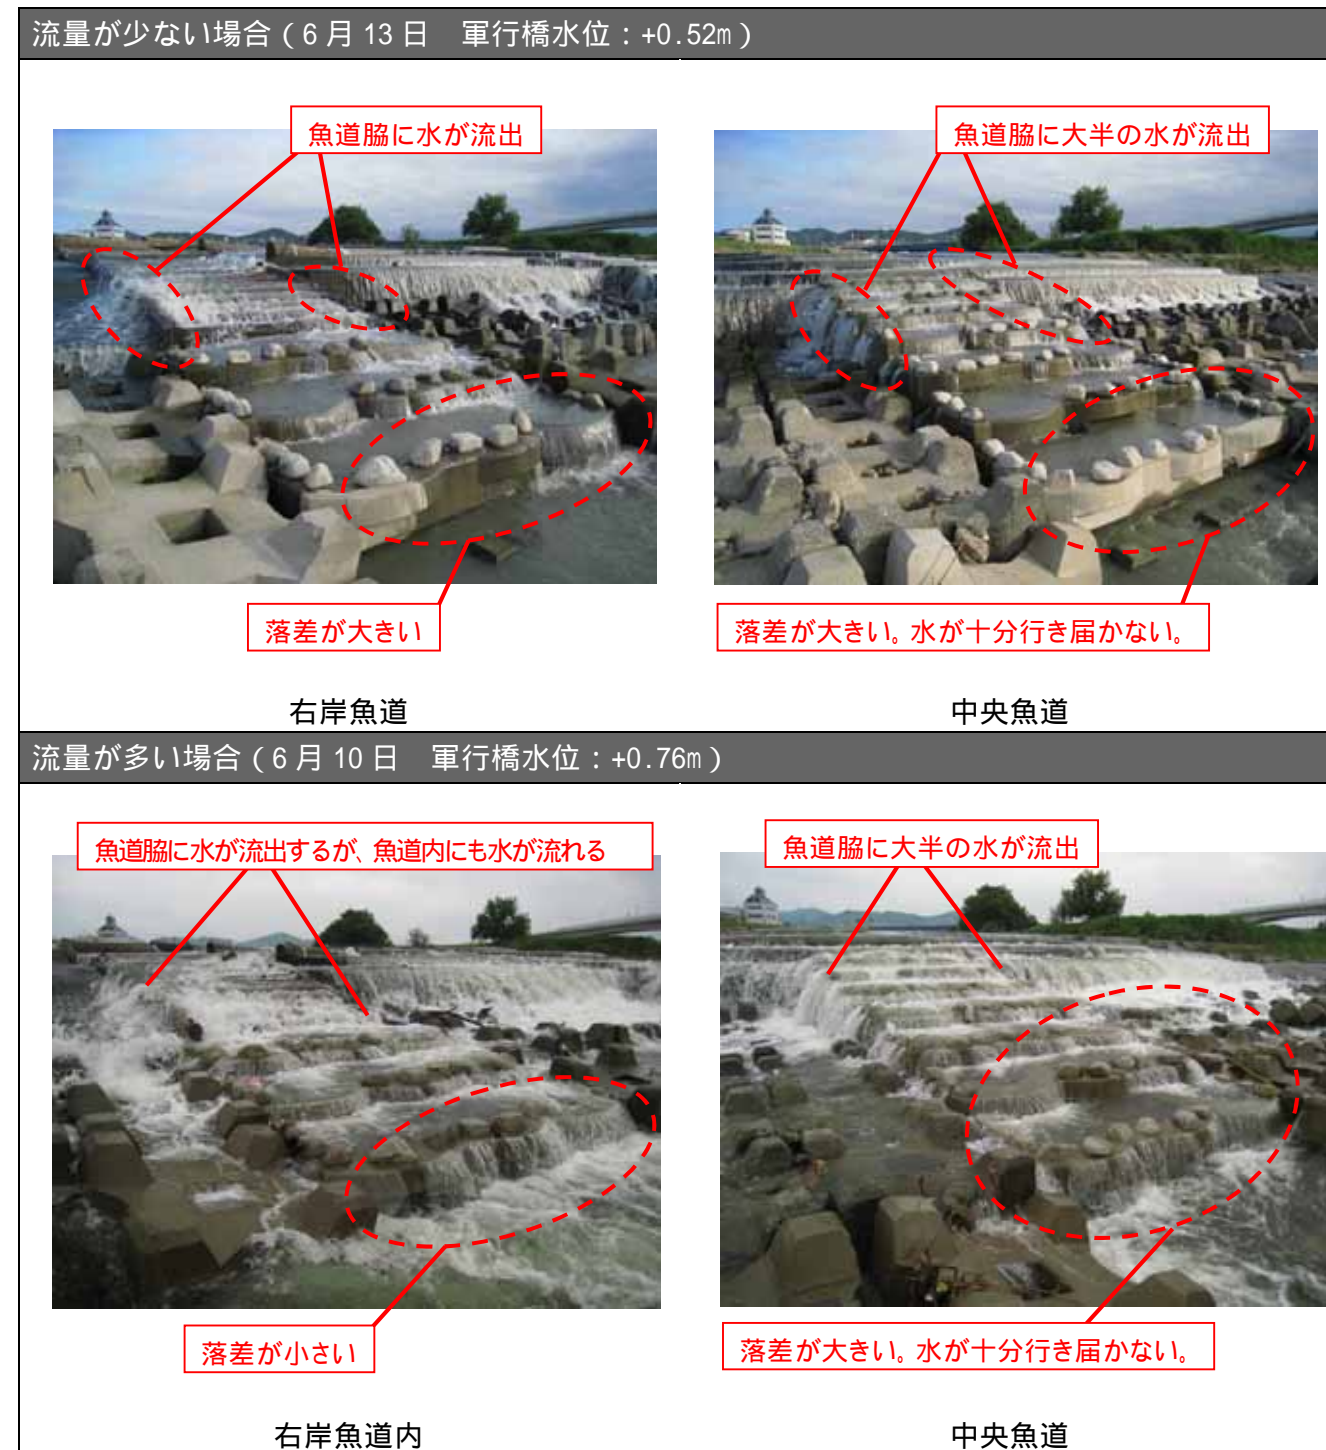 流量が少ない場合（6月13日　軍行橋水位：+0.52m）
魚道脇に水が流出
魚道脇に大半の水が流出
落差が大きい
落差が大きい。水が十分行き届かない。
右岸魚道
中央魚道
流量が多い場合（6月10日　軍行橋水位：+0.76m）
魚道脇に水が流出するが、魚道内にも水が流れる
魚道脇に大半の水が流出
落差が小さい
落差が大きい。水が十分行き届かない。
右岸魚道内
中央魚道